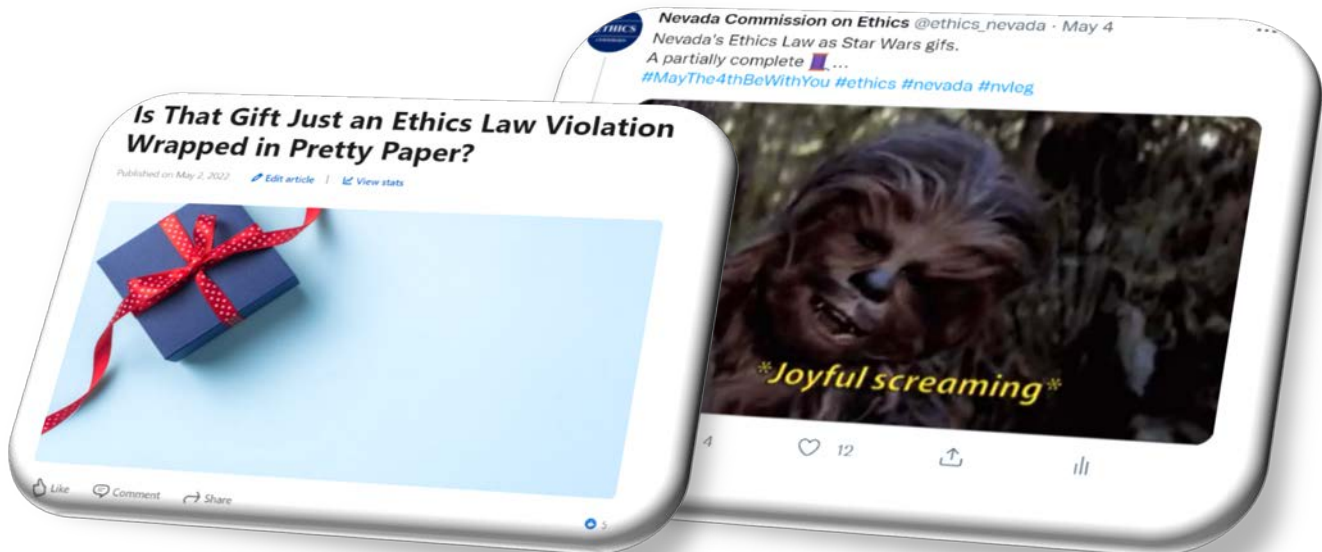 Is That Gift Just an Ethics Law Violation
Wrapped in Pretty Paper?
Published on May 2, 2022 Edit article | View stats
Like Comment Share
5
ETHICS
Nevada Commission on Ethics @ethics_nevada · May 4 ...
Nevada's Ethics Law as Star Wars gifs.
A partially complete 🧵...
#MayThe4thBeWithYou #ethics #nevada #nvleg
*Joyful screaming*
4 12